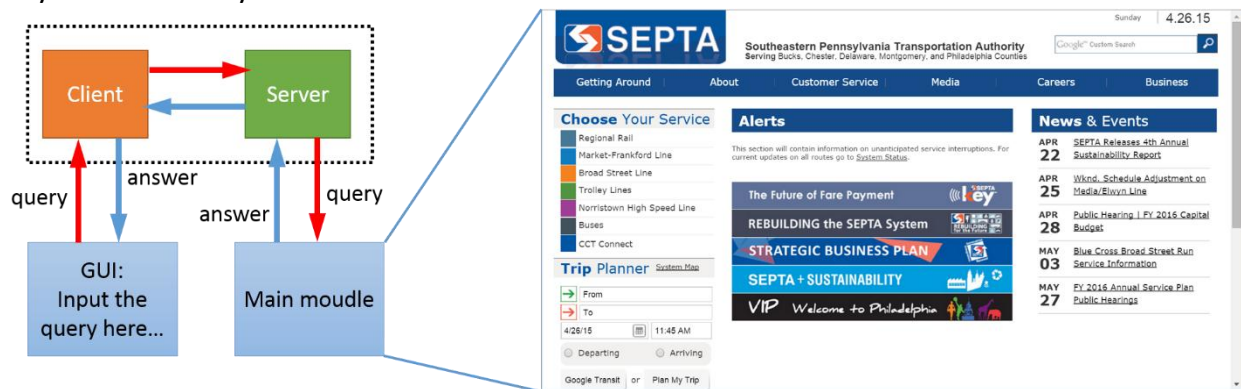 Client
Server
query
answer
answer
query
GUI:
Input the
query here...
Main moudle
SEPTA
Southeastern Pennsylvania Transportation Authority
Serving Bucks, Chester, Delaware, Montgomery, and Philadelphia Counties
Sunday 4.26.15
Google™ Custom Search
Getting Around About Customer Service Media Careers Business
Choose Your Service
Regional Rail
Market-Frankford Line
Broad Street Line
Trolley Lines
Norristown High Speed Line
Buses
CCT Connect
Trip Planner System Map
From
To
4/26/15 11:45 AM
Departing Arriving
Google Transit or Plan My Trip
Alerts
This section will contain information on unanticipated service interruptions. For
current updates on all routes go to System Status.
The Future of Fare Payment SEPTA key
REBUILDING the SEPTA System
STRATEGIC BUSINESS PLAN
SEPTA + SUSTAINABILITY
VIP Welcome to Philadelphia
News & Events
APR 22 SEPTA Releases 4th Annual
Sustainability Report
APR 25 Wknd. Schedule Adjustment on
Media/Elwyn Line
APR 28 Public Hearing | FY 2016 Capital
Budget
MAY 03 Blue Cross Broad Street Run
Service Information
MAY 27 FY 2016 Annual Service Plan
Public Hearings